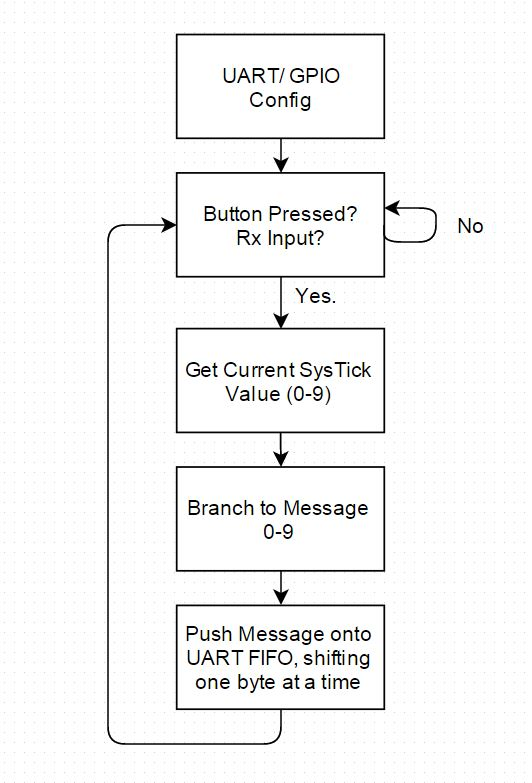 UART/ GPIO
Config
Button Pressed?
Rx Input?
No
Yes.
Get Current SysTick
Value (0-9)
Branch to Message
0-9
Push Message onto
UART FIFO, shifting
one byte at a time